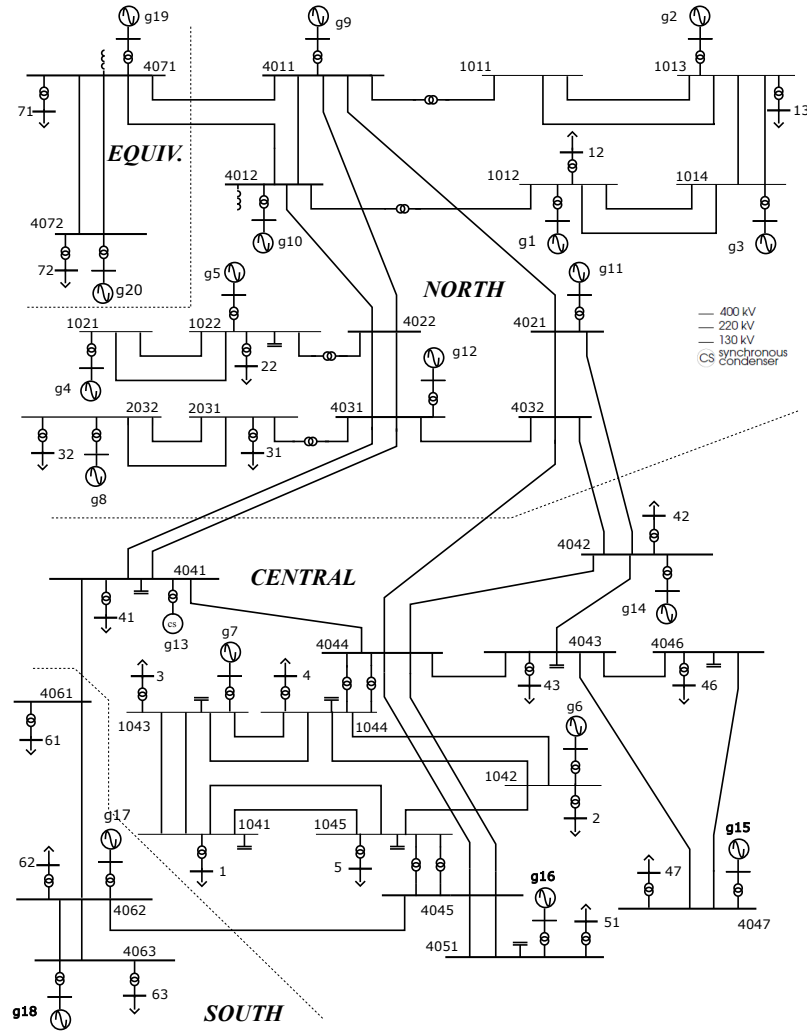 g19
g9
g2
4071
4011
1011
1013
71
13
EQUIV.
12
4012
1012
1014
g10
g1
g3
4072
72
g20
g5
NORTH
g11
1021
1022
4022
4021
400 kV
220 kV
130 kV
CS synchronous
condenser
g4
22
g12
2032
2031
4031
4032
32
g8
31
42
4042
4041
CENTRAL
41
cs
g13
g14
g7
4044
4043
4046
3
4
43
46
4061
1043
1044
g6
61
1042
g17
1041
1045
2
g15
62
1
5
g16
47
4062
4045
51
4047
4051
4063
g18
63
SOUTH